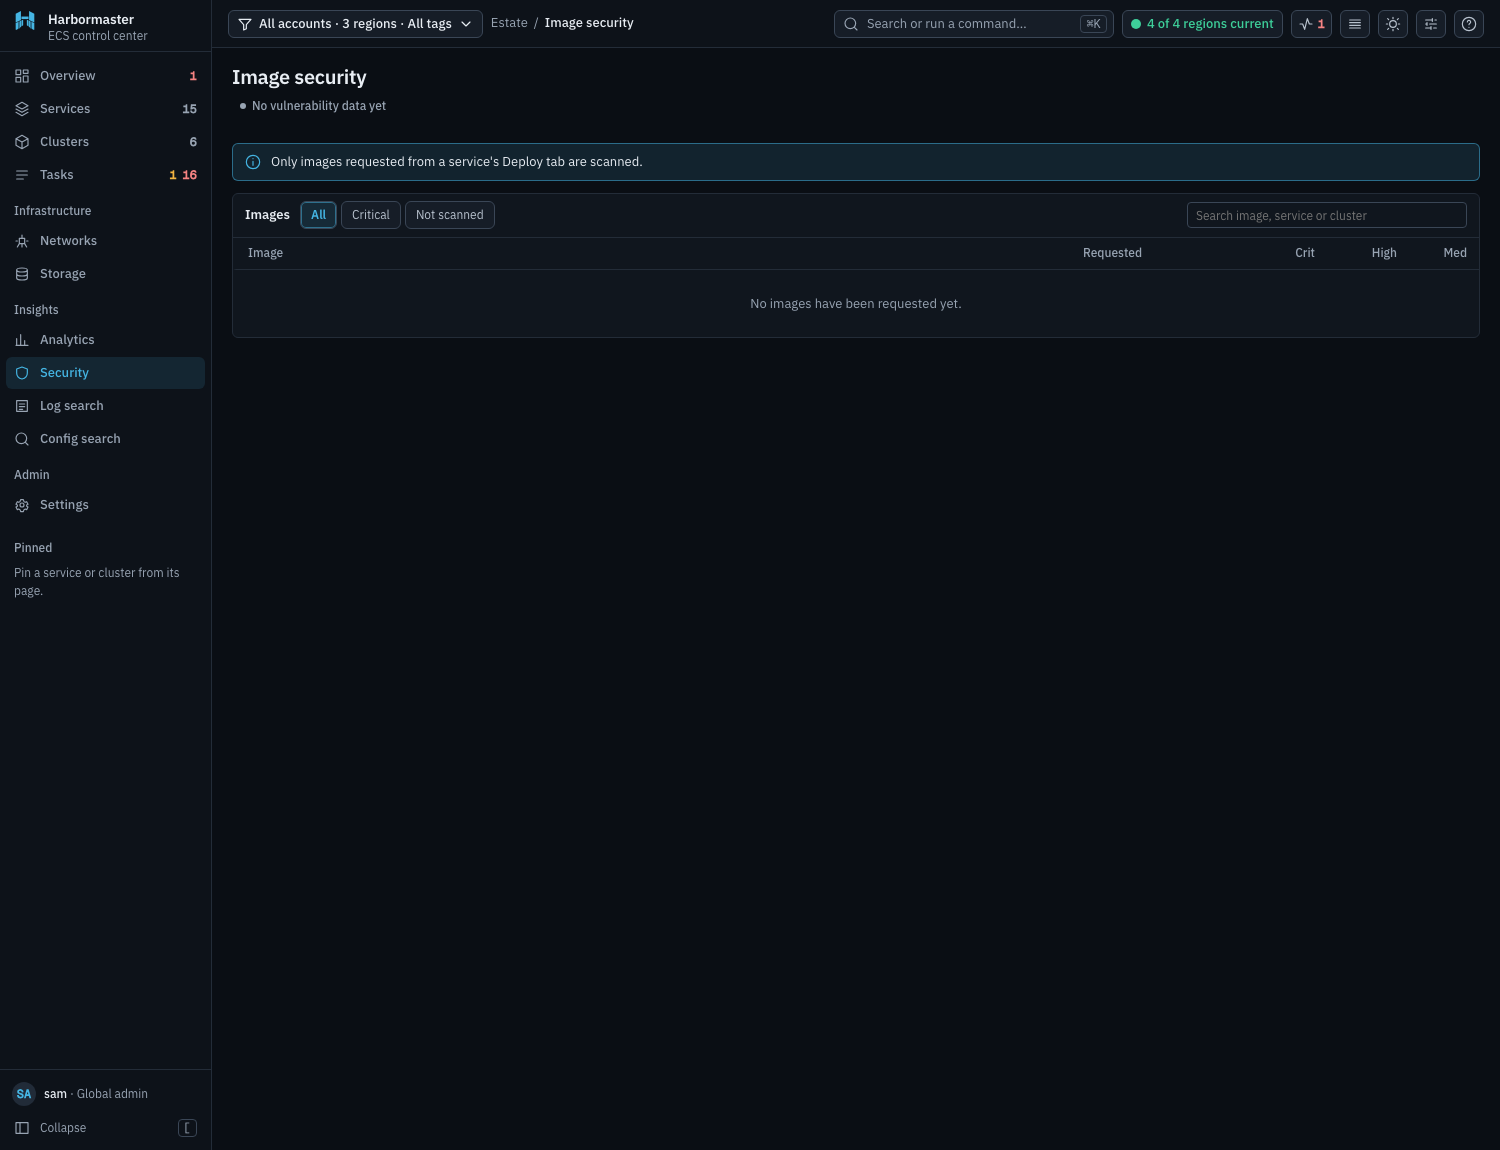 Harbormaster
ECS control center
Overview 1
Services 15
Clusters 6
Tasks 1 16
Infrastructure
Networks
Storage
Insights
Analytics
Security
Log search
Config search
Admin
Settings
Pinned
Pin a service or cluster from its
page.
SA sam · Global admin
Collapse [
All accounts · 3 regions · All tags Estate / Image security Search or run a command... ⌘K 4 of 4 regions current 1
Image security
No vulnerability data yet
Only images requested from a service's Deploy tab are scanned.
Images All Critical Not scanned Search image, service or cluster
Image Requested Crit High Med
No images have been requested yet.